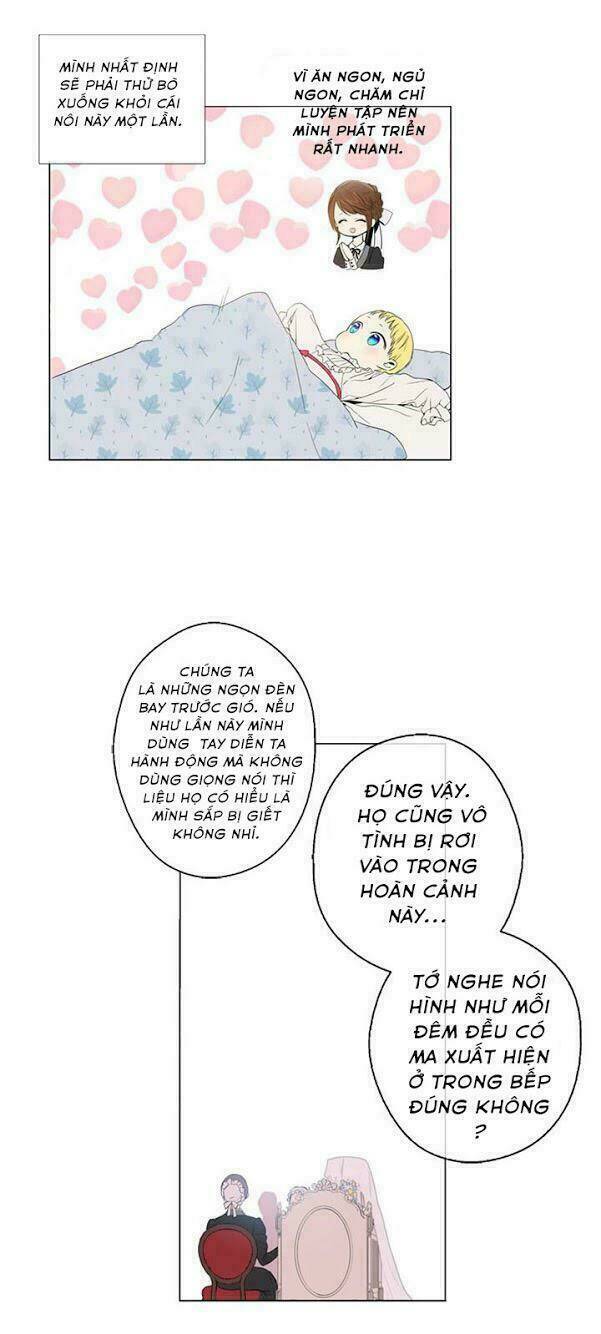 MÌNH NHẤT ĐỊNH
SẼ PHẢI THỬ BÒ
XUỐNG KHỎI CÁI
NÔI NÀY MỘT LẦN.
VÌ ĂN NGON, NGỦ
NGON, CHĂM CHỈ
LUYỆN TẬP NÊN
MÌNH PHÁT TRIỂN
RẤT NHANH.
CHÚNG TA
LÀ NHỮNG NGỌN ĐÈN
BAY TRƯỚC GIÓ. NẾU
NHƯ LẦN NÀY MÌNH
DÙNG TAY DIỄN TẢ
HÀNH ĐỘNG MÀ KHÔNG
DÙNG GIỌNG NÓI THÌ
LIỆU HỌ CÓ HIỂU LÀ
MÌNH SẮP BỊ GIẾT
KHÔNG NHỈ.
ĐÚNG VẬY.
HỌ CŨNG VÔ
TÌNH BỊ RƠI
VÀO TRONG
HOÀN CẢNH
NÀY...
TỚ NGHE NÓI
HÌNH NHƯ MỖI
ĐÊM ĐỀU CÓ
MA XUẤT HIỆN
Ở TRONG BẾP
ĐÚNG KHÔNG
?